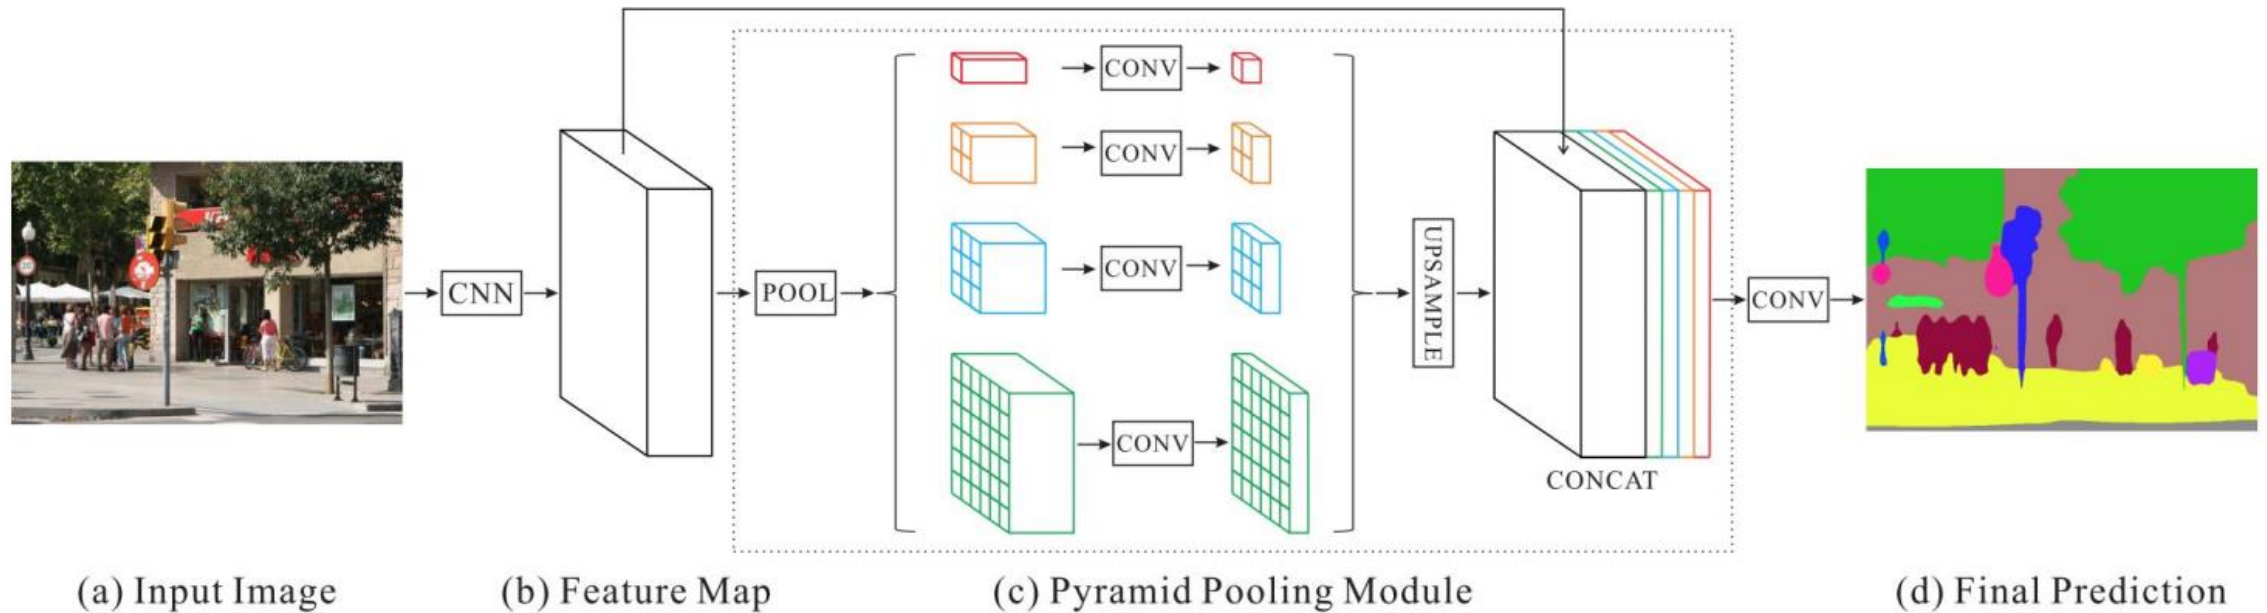 CNN
POOL
CONV
CONV
CONV
CONV
UPSAMPLE
CONCAT
CONV
(a) Input Image
(b) Feature Map
(c) Pyramid Pooling Module
(d) Final Prediction